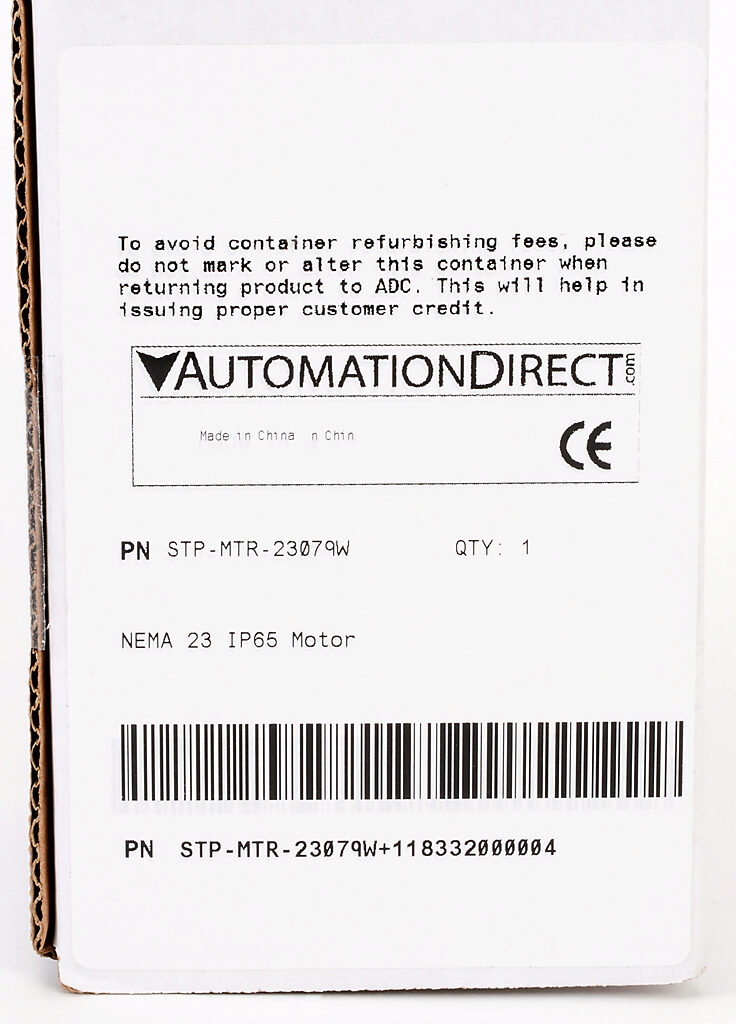 To avoid container refurbishing fees, please
do not mark or alter this container when
returning product to ADC. This will help in
issuing proper customer credit.
AUTOMATIONDIRECT.com
Made in China n Chin
CE
PN STP-MTR-23079W QTY: 1
NEMA 23 IP65 Motor
PN STP-MTR-23079W+118332000004